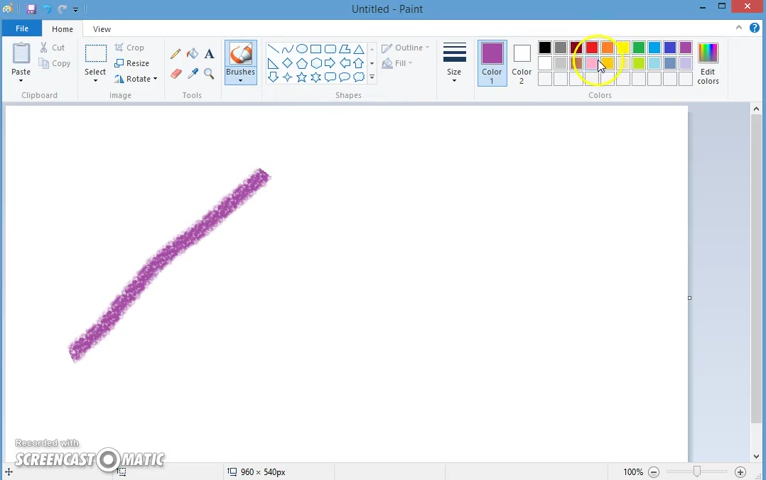 Untitled - Paint
File Home View
Paste
Cut
Copy
Clipboard
Select
Crop
Resize
Rotate
Image
A
Tools
Brushes
Outline
Fill
Shapes
Size
Color
1
Color
2
Edit
colors
Colors
Recorded with
SCREENCAST-O-MATIC
960 × 540px
100%